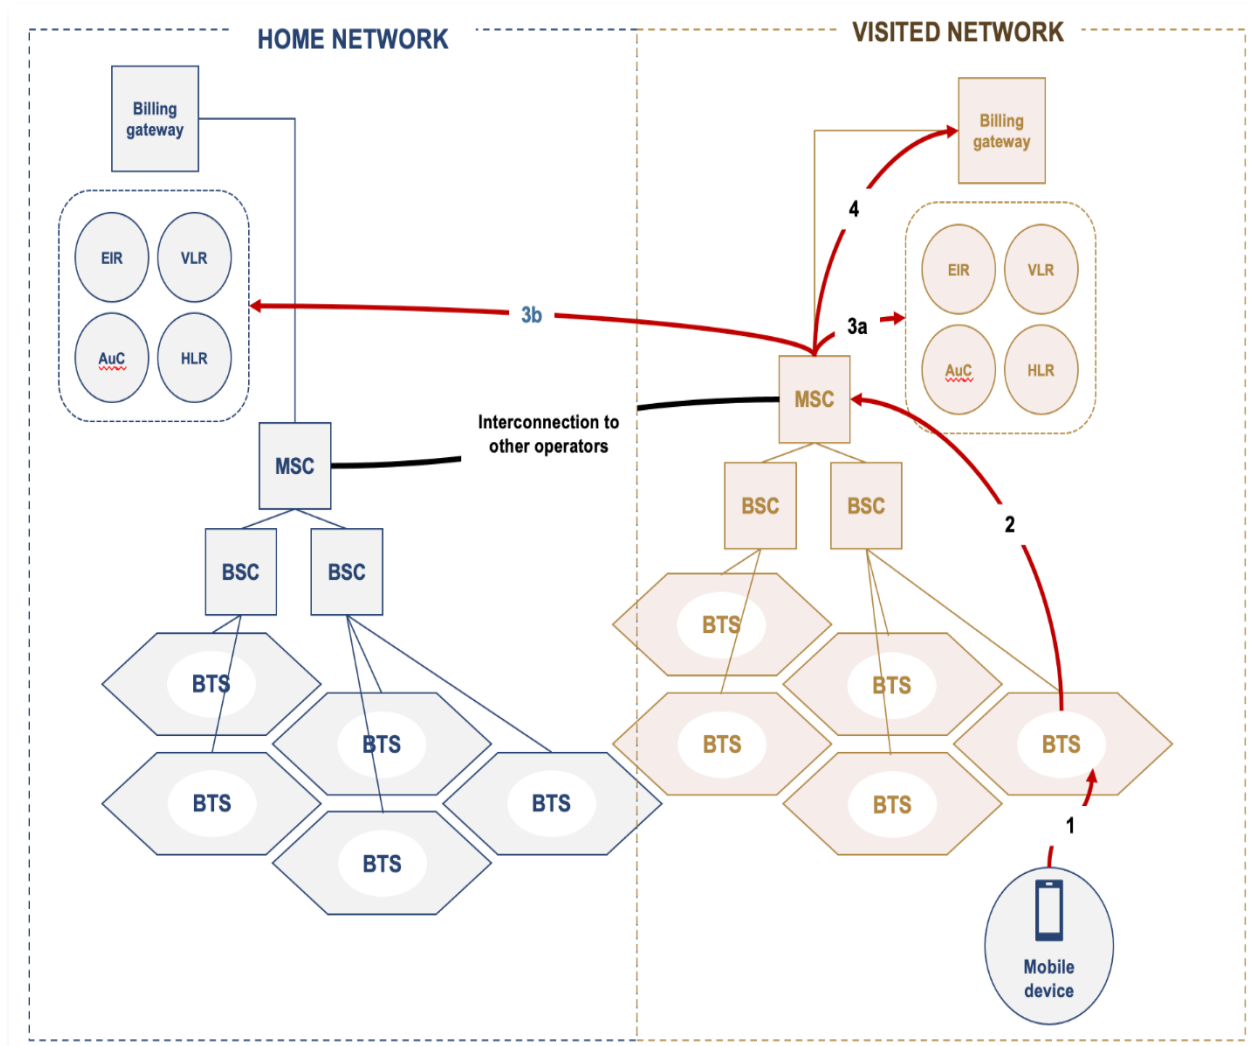 HOME NETWORK
VISITED NETWORK
Billing
gateway
EIR
VLR
AuC
HLR
MSC
BSC
BSC
BTS
BTS
BTS
BTS
BTS
3b
Interconnection to
other operators
Billing
gateway
4
3a
EIR
VLR
AuC
HLR
MSC
BSC
BSC
2
BTS
BTS
BTS
BTS
BTS
1
Mobile
device